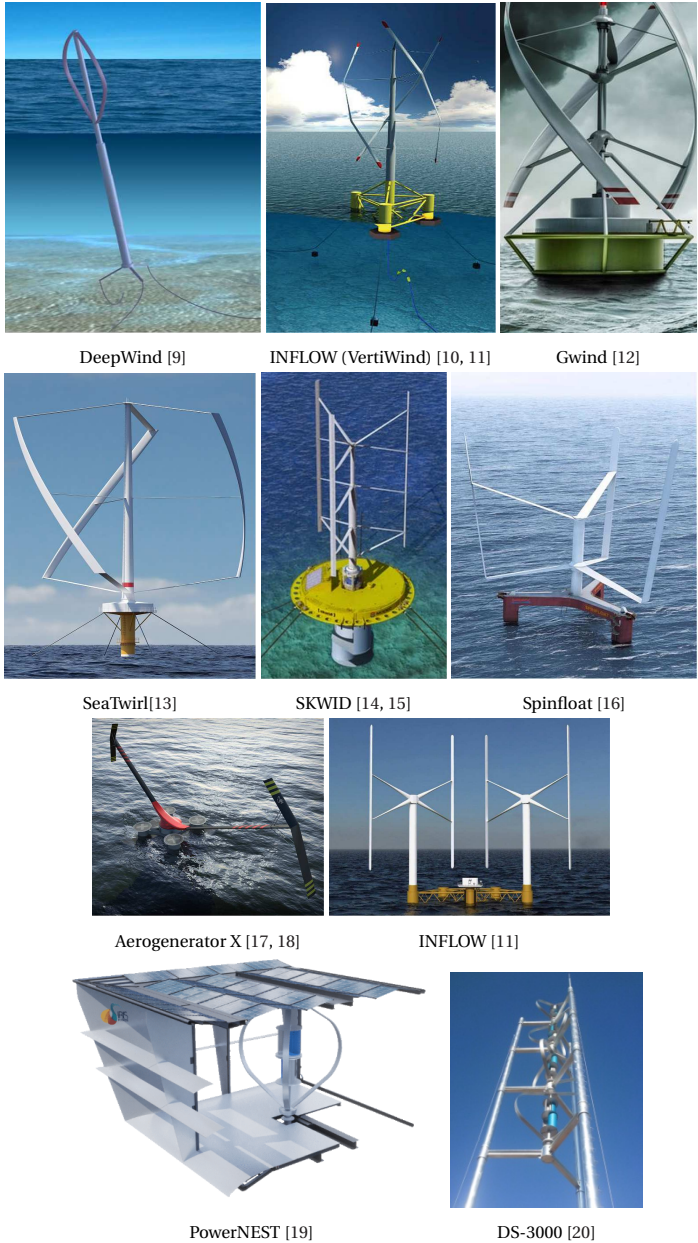 DeepWind [9]
INFLOW (VertiWind) [10, 11]
Gwind [12]
SeaTwirl[13]
SKWID [14, 15]
Spinfloat [16]
Aerogenerator X [17, 18]
INFLOW [11]
PowerNEST [19]
DS-3000 [20]